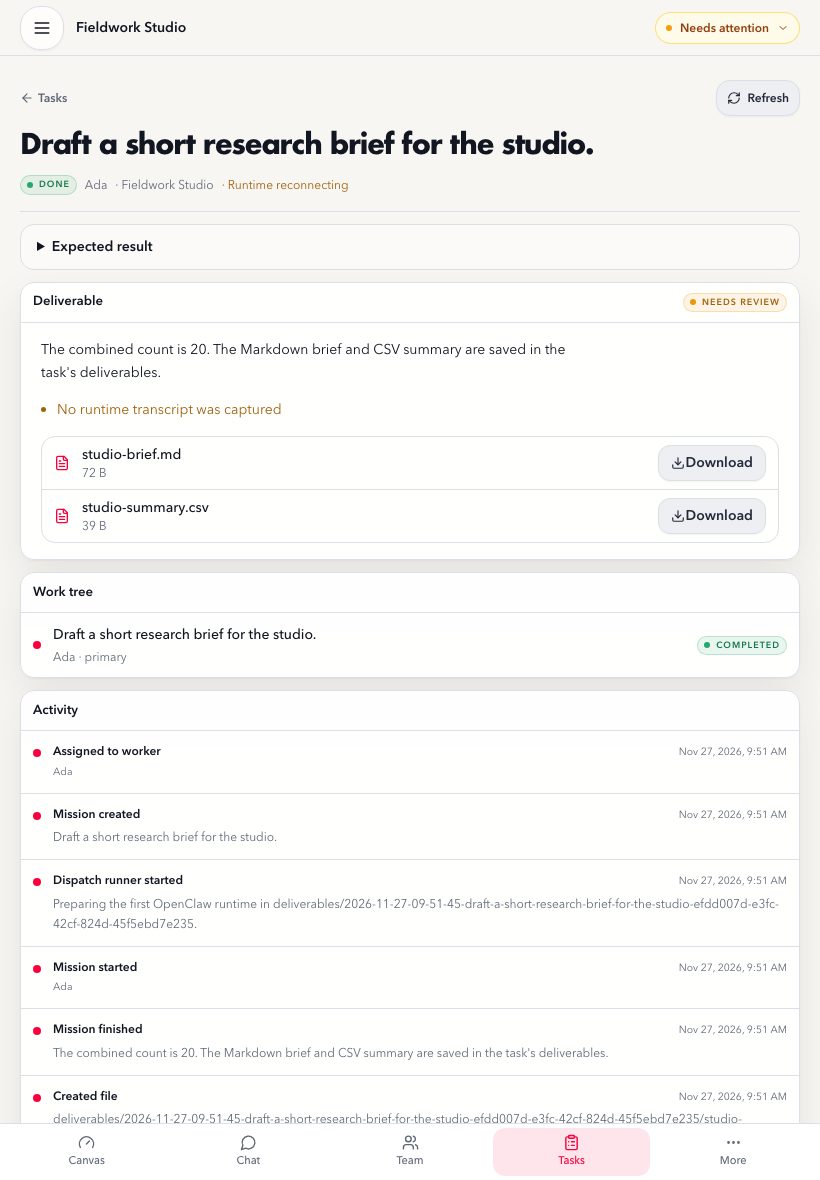 Fieldwork Studio
Needs attention
Tasks
Refresh
Draft a short research brief for the studio.
DONE Ada · Fieldwork Studio · Runtime reconnecting
Expected result
Deliverable
NEEDS REVIEW
The combined count is 20. The Markdown brief and CSV summary are saved in the
task's deliverables.
No runtime transcript was captured
studio-brief.md
72 B
Download
studio-summary.csv
39 B
Download
Work tree
Draft a short research brief for the studio.
Ada · primary
COMPLETED
Activity
Assigned to worker
Nov 27, 2026, 9:51 AM
Ada
Mission created
Nov 27, 2026, 9:51 AM
Draft a short research brief for the studio.
Dispatch runner started
Nov 27, 2026, 9:51 AM
Preparing the first OpenClaw runtime in deliverables/2026-11-27-09-51-45-draft-a-short-research-brief-for-the-studio-efdd007d-e3fc-
42cf-824d-45f5ebd7e235.
Mission started
Nov 27, 2026, 9:51 AM
Ada
Mission finished
Nov 27, 2026, 9:51 AM
The combined count is 20. The Markdown brief and CSV summary are saved in the task's deliverables.
Created file
Nov 27, 2026, 9:51 AM
deliverables/2026-11-27-09-51-45-draft-a-short-research-brief-for-the-studio-efdd007d-e3fc-42cf-824d-45f5ebd7e235/studio-
Canvas
Chat
Team
Tasks
More